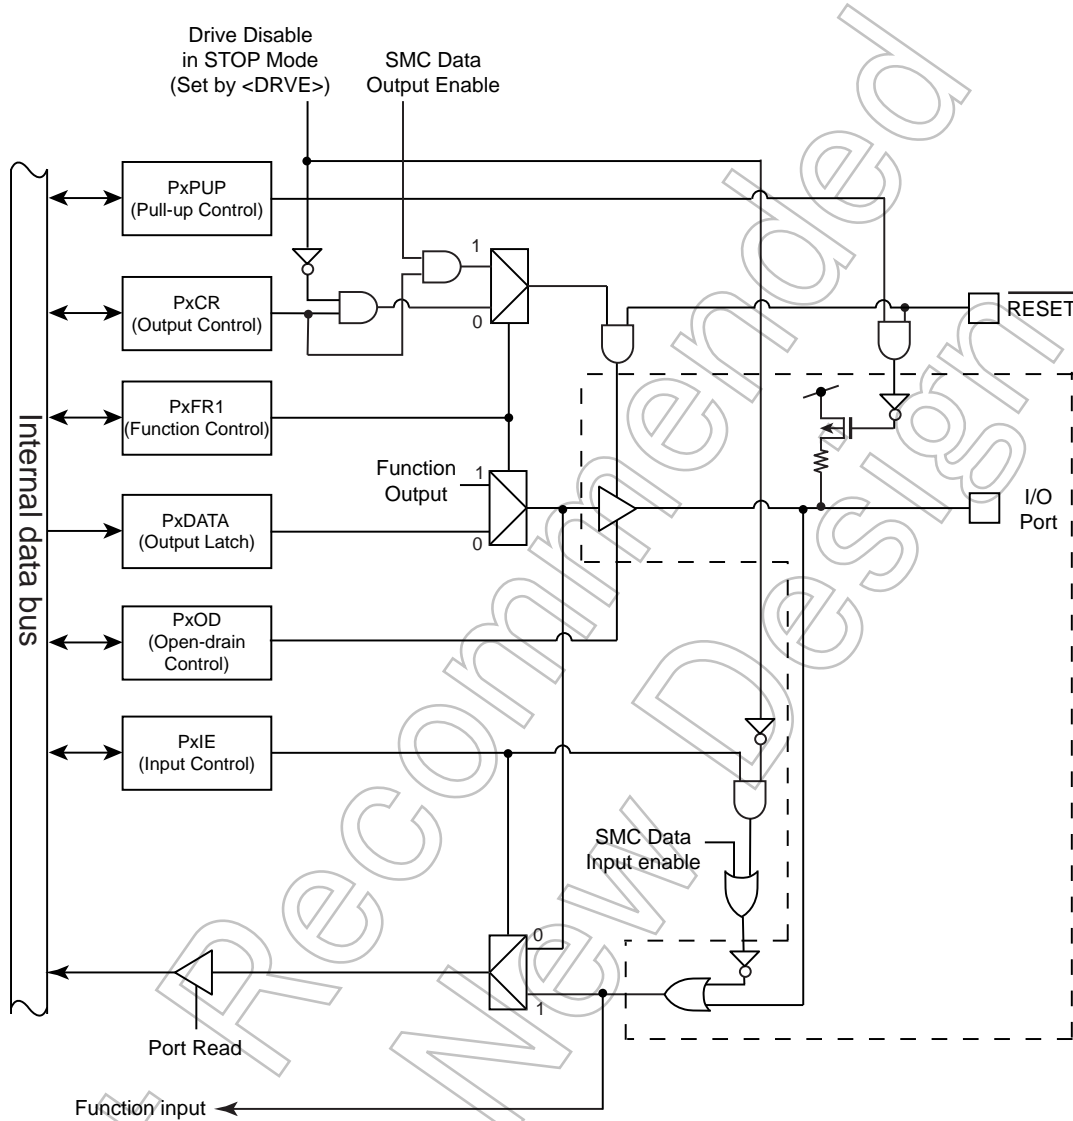 Drive Disable
in STOP Mode
(Set by <DRVE>)
SMC Data
Output Enable
PxPUP
(Pull-up Control)
1
PxCR
(Output Control)
0
RESET
PxFR1
(Function Control)
Function
Output
1
I/O
Port
PxDATA
(Output Latch)
0
Internal data bus
PxOD
(Open-drain
Control)
PxIE
(Input Control)
SMC Data
Input enable
0
1
Port Read
Function input
Recommended
New Design